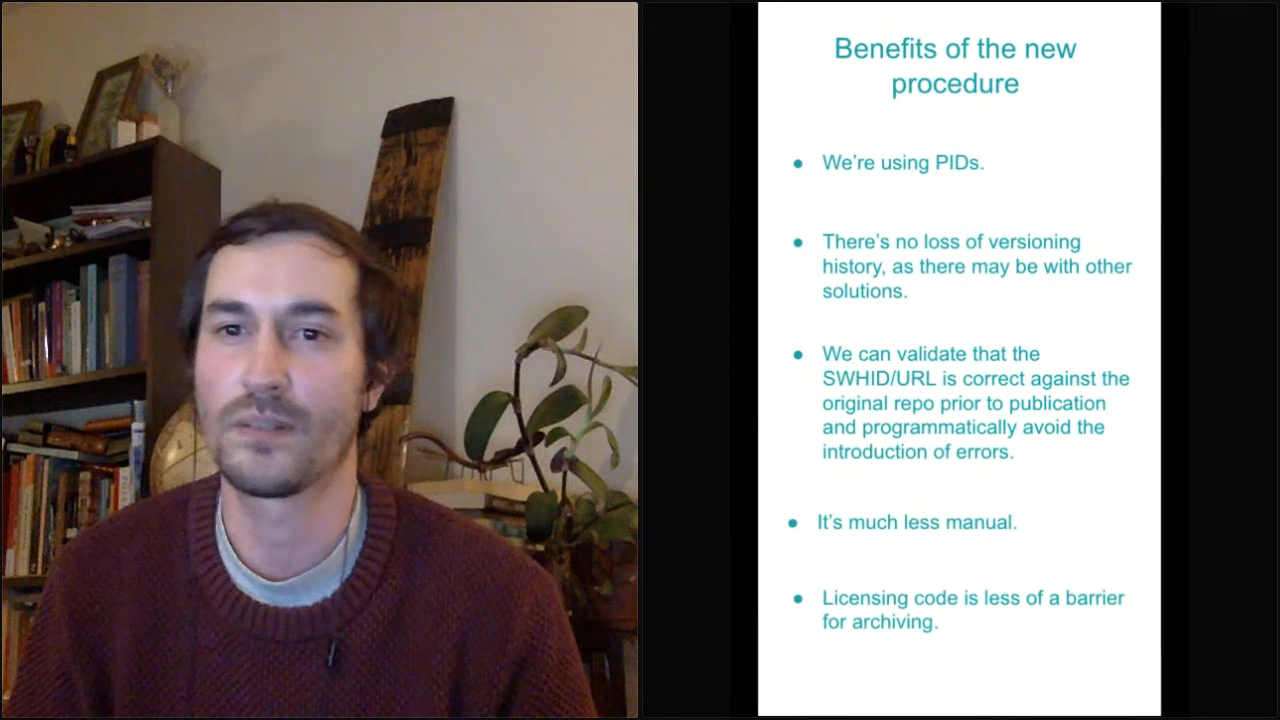 Benefits of the new
procedure
● We're using PIDs.
● There's no loss of versioning
history, as there may be with other
solutions.
● We can validate that the
SWHID/URL is correct against the
original repo prior to publication
and programmatically avoid the
introduction of errors.
● It's much less manual.
● Licensing code is less of a barrier
for archiving.